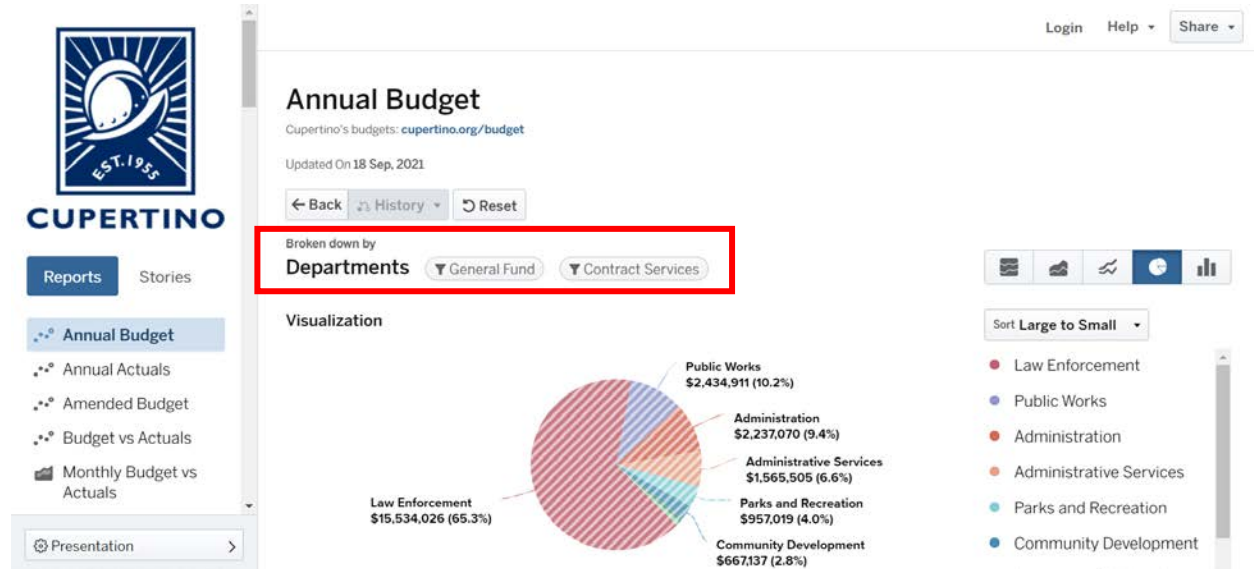 Login Help Share
EST. 1955
CUPERTINO
Reports Stories
Annual Budget
Annual Actuals
Amended Budget
Budget vs Actuals
Monthly Budget vs
Actuals
Presentation
Annual Budget
Cupertino's budgets: cupertino.org/budget
Updated On 18 Sep, 2021
Back History Reset
Broken down by
Departments General Fund Contract Services
Visualization
Public Works
$2,434,911 (10.2%)
Administration
$2,237,070 (9.4%)
Administrative Services
$1,565,505 (6.6%)
Parks and Recreation
$957,019 (4.0%)
Community Development
$667,137 (2.8%)
Law Enforcement
$15,534,026 (65.3%)
Sort Large to Small
Law Enforcement
Public Works
Administration
Administrative Services
Parks and Recreation
Community Development